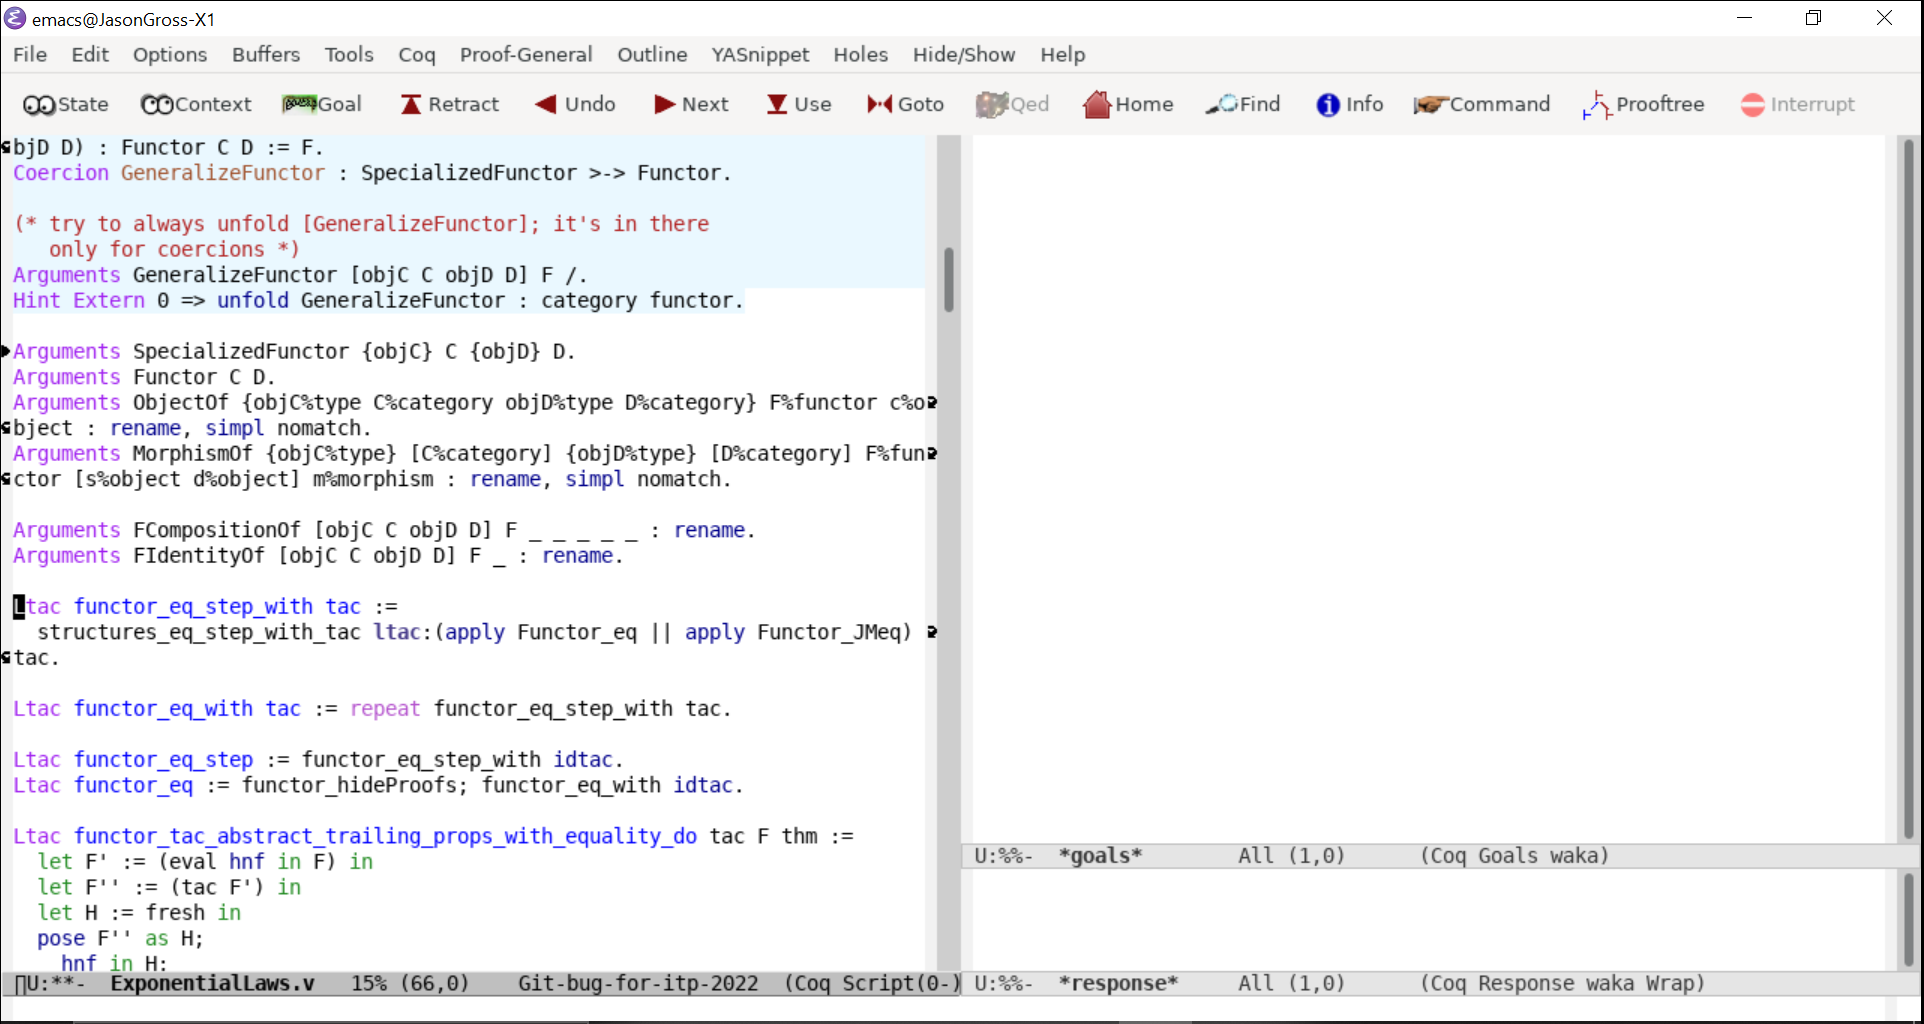 emacs@JasonGross-X1
File Edit Options Buffers Tools Coq Proof-General Outline YASnippet Holes Hide/Show Help
State Context Goal Retract Undo Next Use Goto Qed Home Find Info Command Prooftree Interrupt
bjD D) : Functor C D := F.
Coercion GeneralizeFunctor : SpecializedFunctor >-> Functor.
(* try to always unfold [GeneralizeFunctor]; it's in there
only for coercions *)
Arguments GeneralizeFunctor [objC C objD D] F /.
Hint Extern 0 => unfold GeneralizeFunctor : category functor.
Arguments SpecializedFunctor {objC} C {objD} D.
Arguments Functor C D.
Arguments ObjectOf {objC%type C%category objD%type D%category} F%functor c%o
bject : rename, simpl nomatch.
Arguments MorphismOf {objC%type} [C%category] {objD%type} [D%category] F%fun
ctor [s%object d%object] m%morphism : rename, simpl nomatch.
Arguments FCompositionOf [objC C objD D] F _ _ _ _ _ : rename.
Arguments FIdentityOf [objC C objD D] F _ : rename.
Ltac functor_eq_step_with tac :=
structures_eq_step_with_tac ltac:(apply Functor_eq || apply Functor_JMeq)
tac.
Ltac functor_eq_with tac := repeat functor_eq_step_with tac.
Ltac functor_eq_step := functor_eq_step_with idtac.
Ltac functor_eq := functor_hideProofs; functor_eq_with idtac.
Ltac functor_tac_abstract_trailing_props_with_equality_do tac F thm :=
let F' := (eval hnf in F) in
let F'' := (tac F') in
let H := fresh in
pose F'' as H;
hnf in H;
U:**- ExponentialLaws.v 15% (66,0) Git-bug-for-itp-2022 (Coq Script(0-)
U:%%- *goals* All (1,0) (Coq Goals waka)
U:%%- *response* All (1,0) (Coq Response waka Wrap)